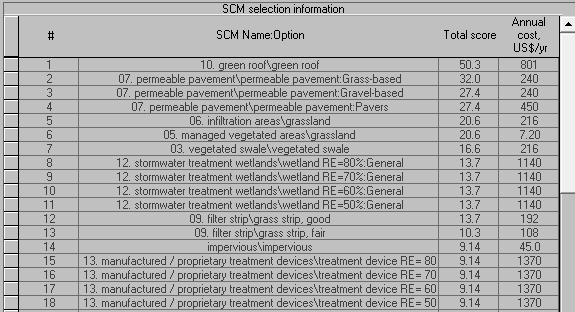 SCM selection information
# SCM Name:Option Total score Annual cost, US$/yr
1 10. green roof\green roof 50.3 801
2 07. permeable pavement\permeable pavement:Grass-based 32.0 240
3 07. permeable pavement\permeable pavement:Gravel-based 27.4 240
4 07. permeable pavement\permeable pavement:Pavers 27.4 450
5 06. infiltration areas\grassland 20.6 216
6 05. managed vegetated areas\grassland 20.6 7.20
7 03. vegetated swale\vegetated swale 16.6 216
8 12. stormwater treatment wetlands\wetland RE=80%:General 13.7 1140
9 12. stormwater treatment wetlands\wetland RE=70%:General 13.7 1140
10 12. stormwater treatment wetlands\wetland RE=60%:General 13.7 1140
11 12. stormwater treatment wetlands\wetland RE=50%:General 13.7 1140
12 09. filter strip\grass strip, good 13.7 192
13 09. filter strip\grass strip, fair 10.3 108
14 impervious\impervious 9.14 45.0
15 13. manufactured / proprietary treatment devices\treatment device RE= 80 9.14 1370
16 13. manufactured / proprietary treatment devices\treatment device RE= 70 9.14 1370
17 13. manufactured / proprietary treatment devices\treatment device RE= 60 9.14 1370
18 13. manufactured / proprietary treatment devices\treatment device RE= 50 9.14 1370